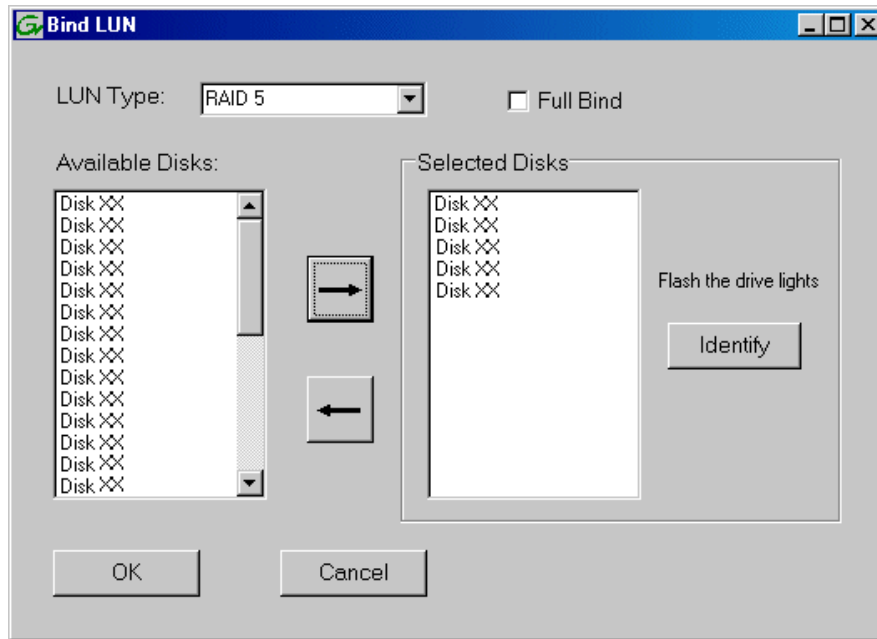 Bind LUN
LUN Type:
RAID 5
Full Bind
Available Disks:
Disk XX
Disk XX
Disk XX
Disk XX
Disk XX
Disk XX
Disk XX
Disk XX
Disk XX
Disk XX
Disk XX
Disk XX
Disk XX
Disk XX
Selected Disks
Disk XX
Disk XX
Disk XX
Disk XX
Disk XX
Flash the drive lights
Identify
OK
Cancel